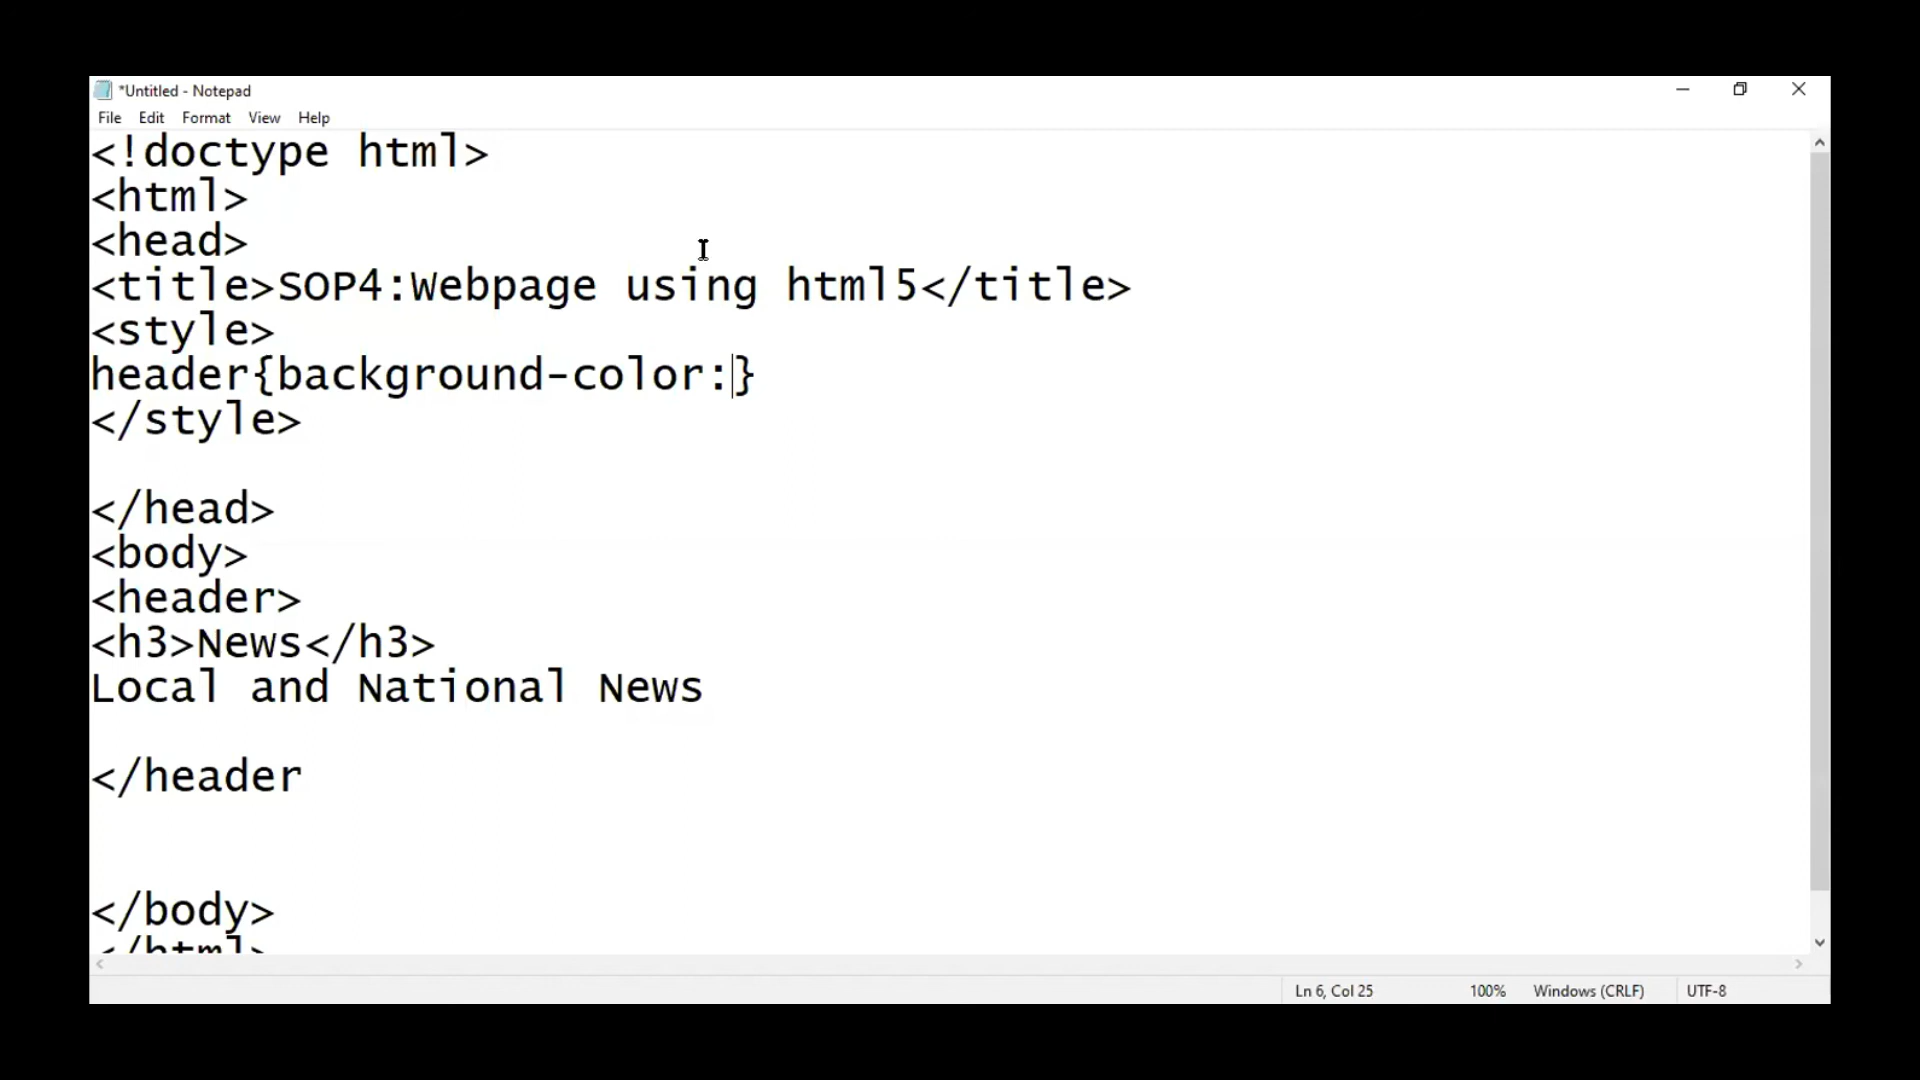 *Untitled - Notepad
File Edit Format View Help
<!doctype html>
<html>
<head>
<title>SOP4:Webpage using html5</title>
<style>
header{background-color:}
</style>
</head>
<body>
<header>
<h3>News</h3>
Local and National News
</header
</body>
</html>
Ln 6, Col 25 100% Windows (CRLF) UTF-8